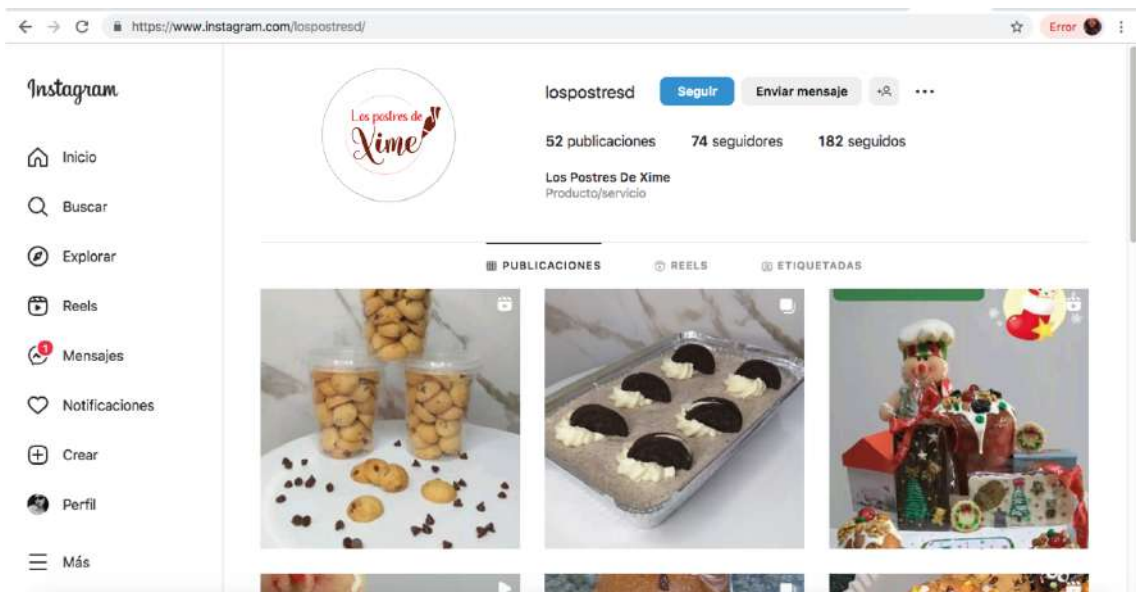 https://www.instagram.com/lospostresd/
Error
Instagram
Inicio
Buscar
Explorar
Reels
1
Mensajes
Notificaciones
Crear
Perfil
Más
Los postres de
Xime
lospostresd
Seguir
Enviar mensaje
52 publicaciones
74 seguidores
182 seguidos
Los Postres De Xime
Producto/servicio
PUBLICACIONES
REELS
ETIQUETADAS